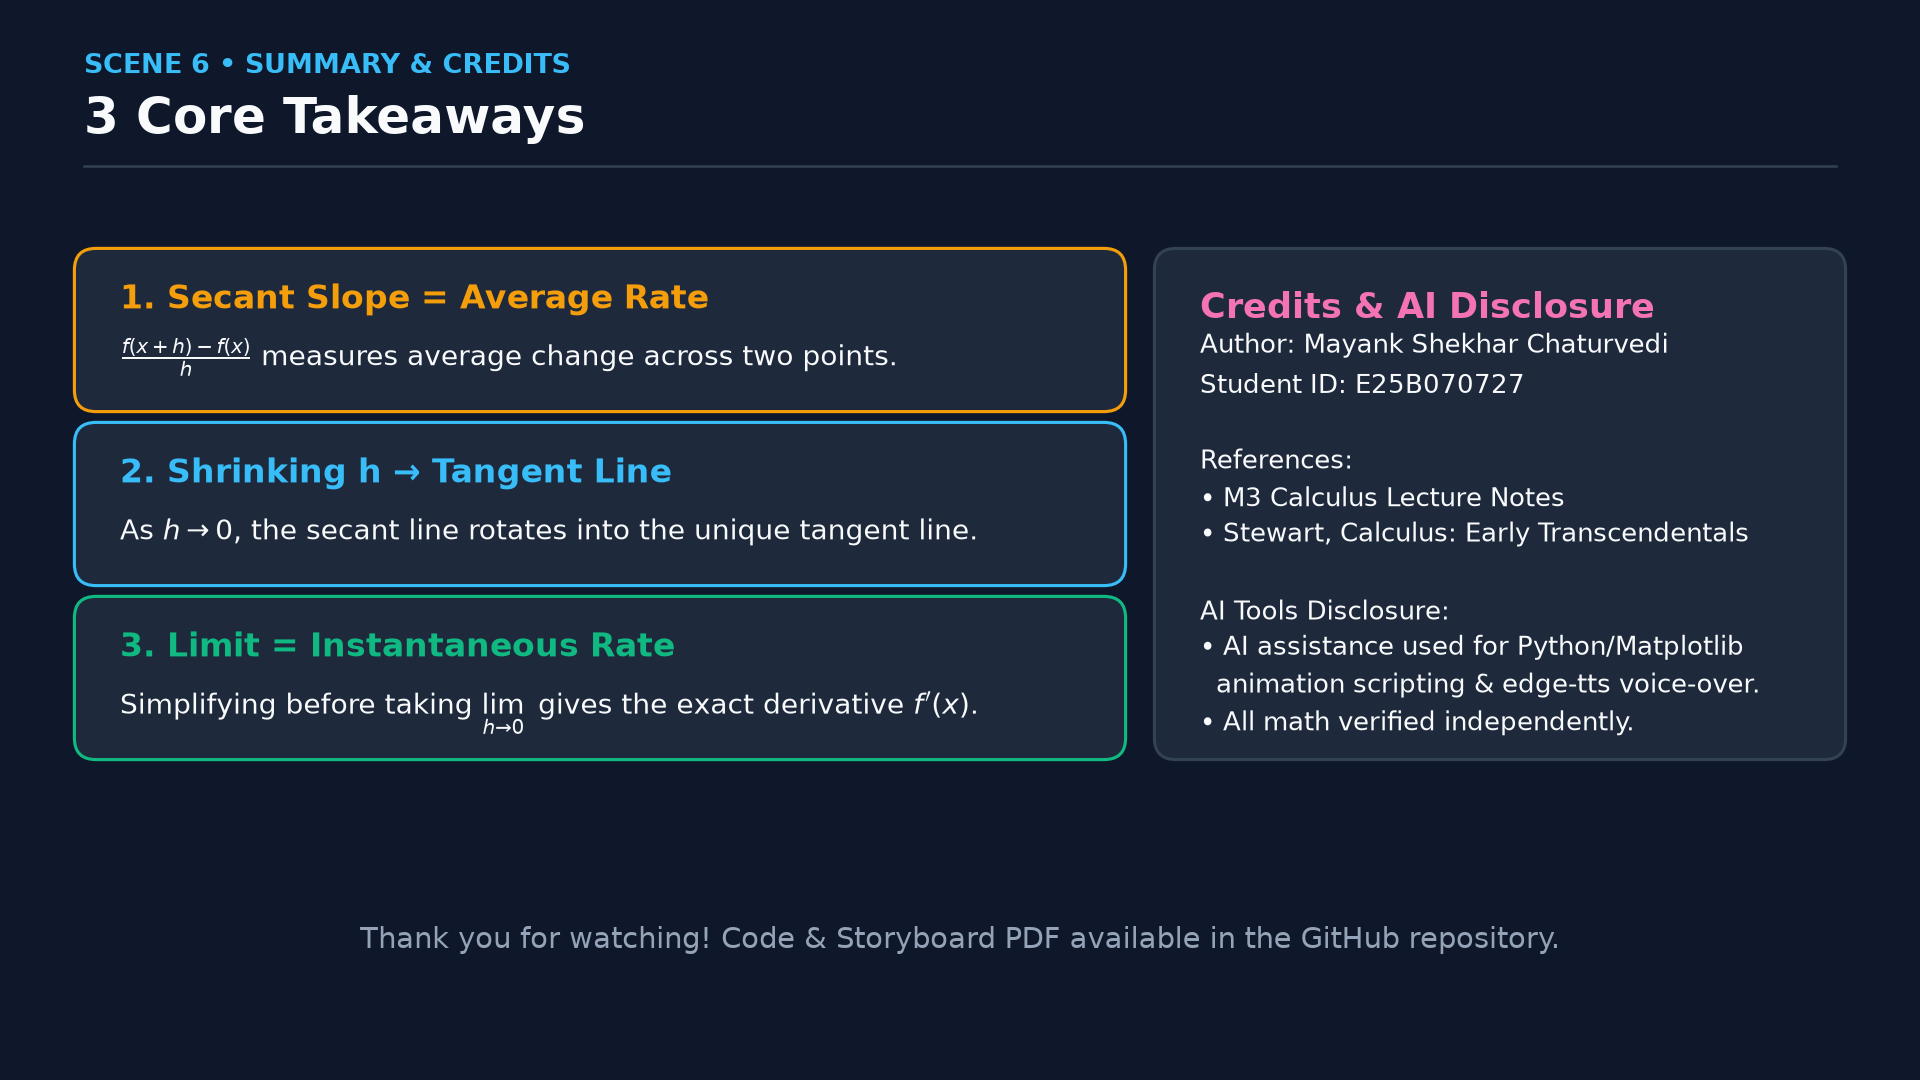 SCENE 6 • SUMMARY & CREDITS
3 Core Takeaways
1. Secant Slope = Average Rate
\frac{f(x+h)-f(x)}{h} measures average change across two points.
2. Shrinking h → Tangent Line
As h → 0, the secant line rotates into the unique tangent line.
3. Limit = Instantaneous Rate
Simplifying before taking \lim_{h→0} gives the exact derivative f′(x).
Credits & AI Disclosure
Author: Mayank Shekhar Chaturvedi
Student ID: E25B070727
References:
• M3 Calculus Lecture Notes
• Stewart, Calculus: Early Transcendentals
AI Tools Disclosure:
• AI assistance used for Python/Matplotlib
animation scripting & edge-tts voice-over.
• All math verified independently.
Thank you for watching! Code & Storyboard PDF available in the GitHub repository.